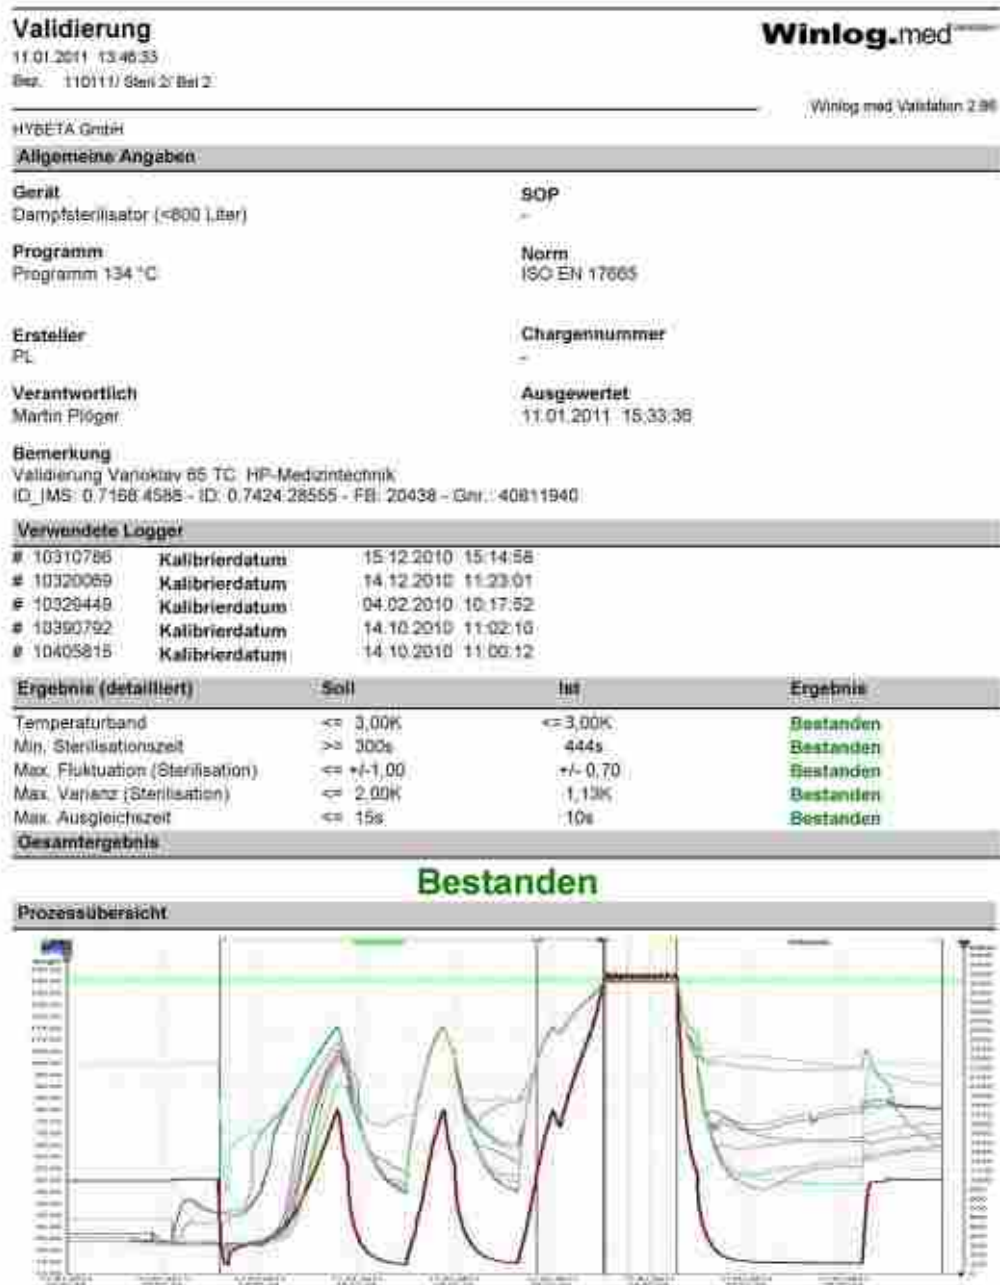 Validierung
Winlog.med
11.01.2011 13:46:33
Bez. 110111/ Steri 2/ Bel 2
Winlog.med Validation 2.96
HYBETA GmbH
Allgemeine Angaben
Gerät SOP
Dampfsterilisator (<800 Liter) -
Programm Norm
Programm 134 °C ISO EN 17665
Ersteller Chargennummer
PL -
Verantwortlich Ausgewertet
Martin Plöger 11.01.2011 15:33:36
Bemerkung
Validierung Varioklav 65 TC HP-Medizintechnik
ID_IMS: 0.7168.4588 - ID: 0.7424.28555 - FB: 20438 - Gnr.: 40811940
Verwendete Logger
# 10310786 Kalibrierdatum 15.12.2010 15:14:56
# 10320069 Kalibrierdatum 14.12.2010 11:23:01
# 10329449 Kalibrierdatum 04.02.2010 10:17:52
# 10390792 Kalibrierdatum 14.10.2010 11:02:10
# 10405815 Kalibrierdatum 14.10.2010 11:00:12
Ergebnis (detailliert) Soll Ist Ergebnis
Temperaturband <= 3,00K <= 3,00K Bestanden
Min. Sterilisationszeit >= 300s 444s Bestanden
Max. Fluktuation (Sterilisation) <= +/-1,00 +/- 0,70 Bestanden
Max. Varianz (Sterilisation) <= 2,00K 1,13K Bestanden
Max. Ausgleichszeit <= 15s 10s Bestanden
Gesamtergebnis
Bestanden
Prozessübersicht